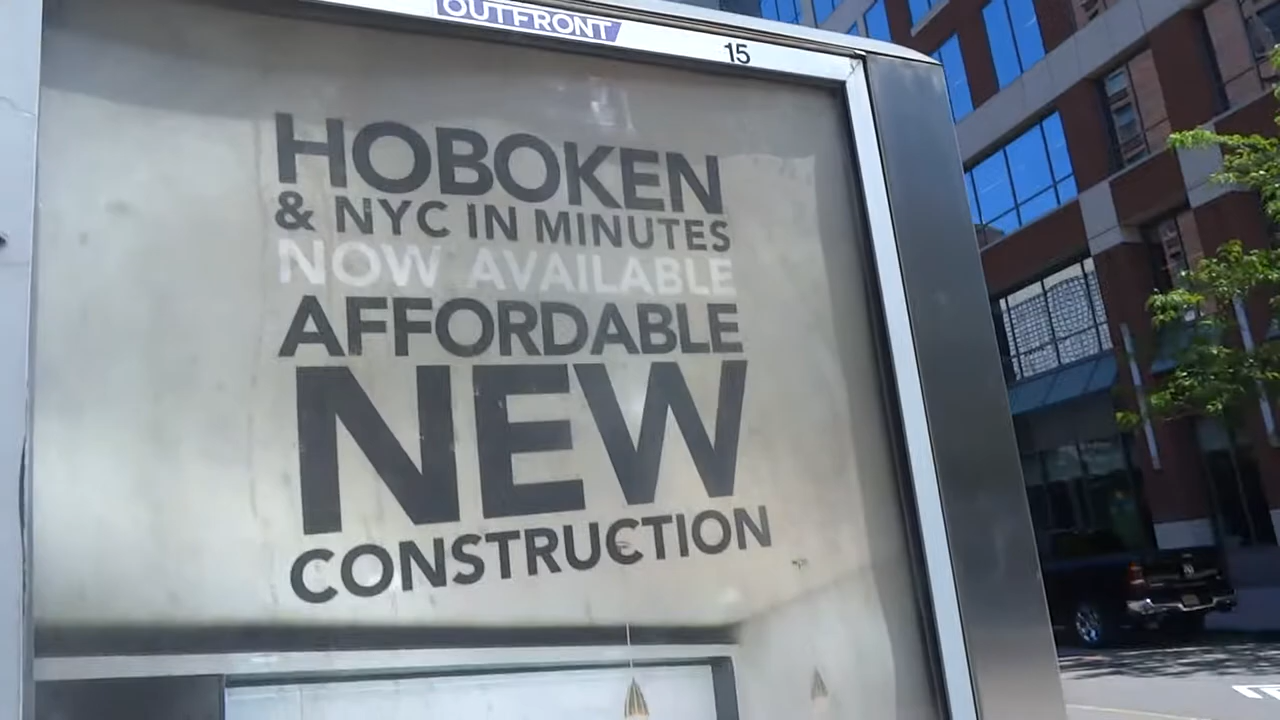 OUTFRONT
15
HOBOKEN
& NYC IN MINUTES
NOW AVAILABLE
AFFORDABLE
NEW
CONSTRUCTION